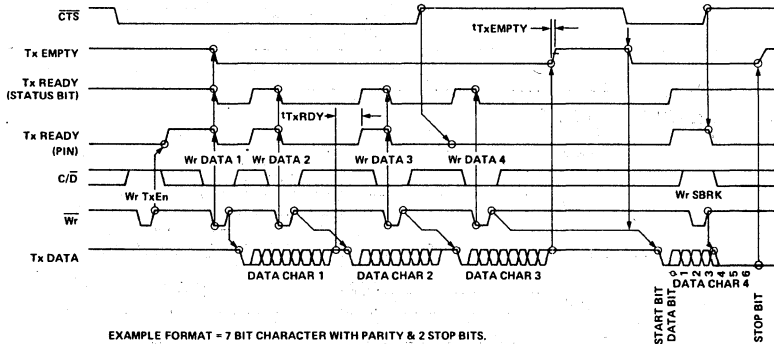 CTS
tTxEMPTY
Tx EMPTY
Tx READY
(STATUS BIT)
tTxRDY
Tx READY
(PIN)
Wr DATA 1
Wr DATA 2
Wr DATA 3
Wr DATA 4
C/D
Wr TxEn
Wr SBRK
Wr
Tx DATA
DATA CHAR 1
DATA CHAR 2
DATA CHAR 3
0 1 2 3 4 5 6
DATA CHAR 4
START BIT
DATA BIT
STOP BIT
EXAMPLE FORMAT = 7 BIT CHARACTER WITH PARITY & 2 STOP BITS.